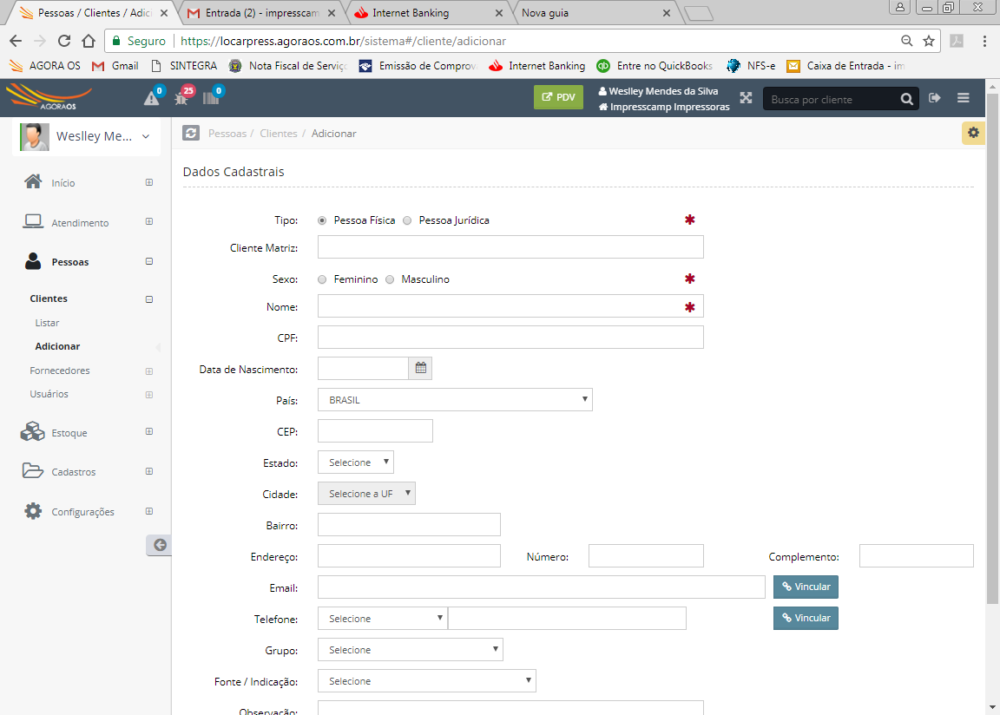 Pessoas / Clientes / Adici
Entrada (2) - impresscam
Internet Banking
Nova guia
Seguro
https://locarpress.agoraos.com.br/sistema#/cliente/adicionar
AGORA OS
Gmail
SINTEGRA
Nota Fiscal de Serviç
Emissão de Comprov
Internet Banking
Entre no QuickBooks
NFS-e
Caixa de Entrada - im
AGORAOS
0
25
0
PDV
Weslley Mendes da Silva
Impresscamp Impressoras
Busca por cliente
Weslley Me...
Pessoas / Clientes / Adicionar
Início
Atendimento
Pessoas
Clientes
Listar
Adicionar
Fornecedores
Usuários
Estoque
Cadastros
Configurações
Dados Cadastrais
Tipo: Pessoa Física Pessoa Jurídica
Cliente Matriz:
Sexo: Feminino Masculino
Nome:
CPF:
Data de Nascimento:
País: BRASIL
CEP:
Estado: Selecione
Cidade: Selecione a UF
Bairro:
Endereço: Número: Complemento:
Email: Vincular
Telefone: Selecione Vincular
Grupo: Selecione
Fonte / Indicação: Selecione
Observação: